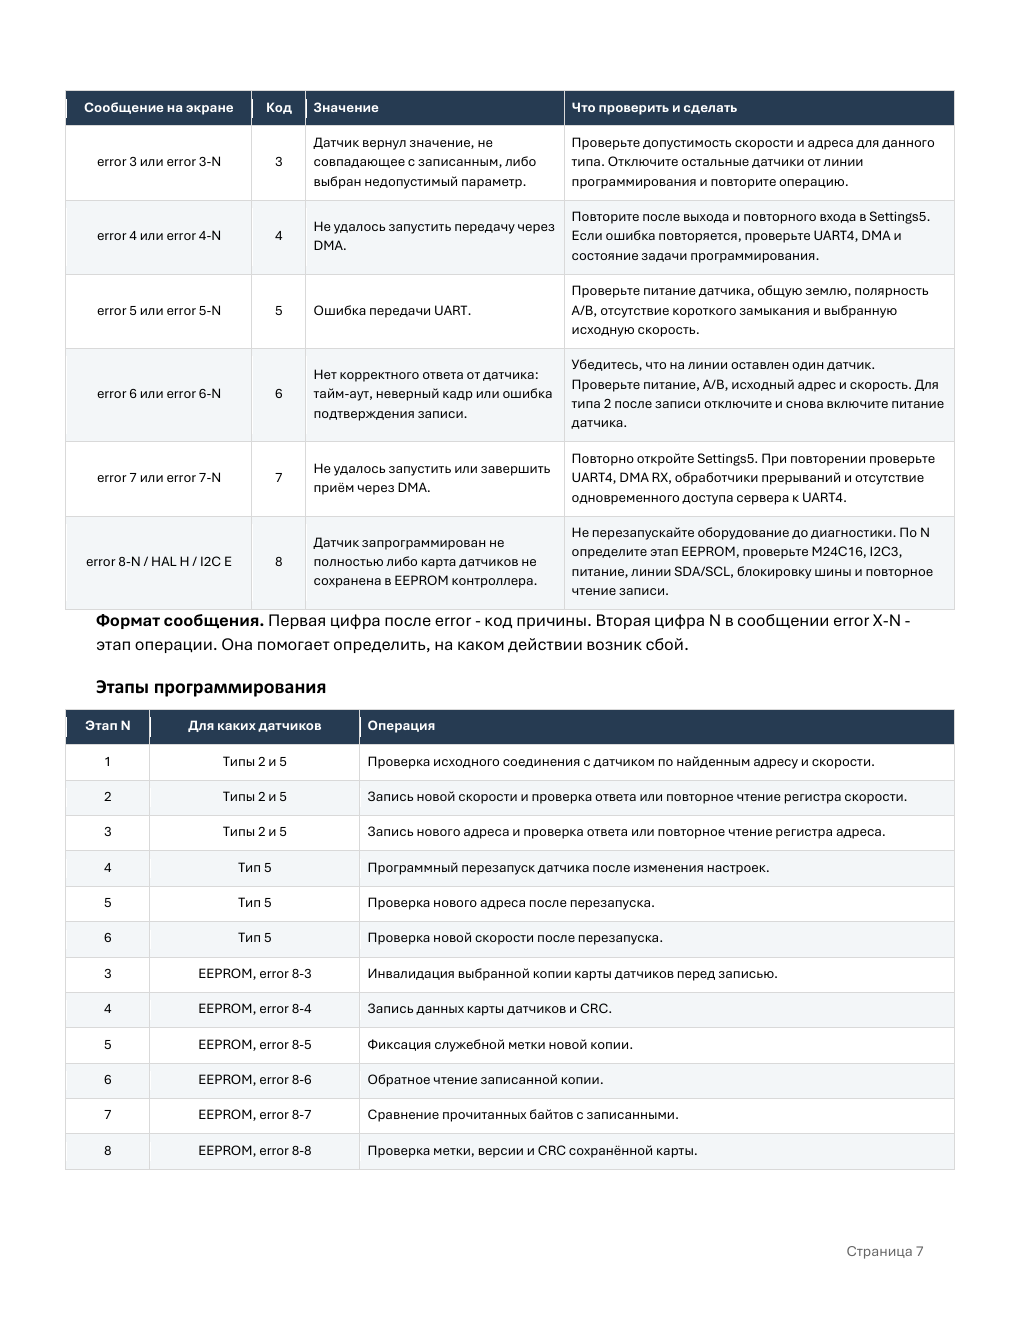 Сообщение на экране Код Значение Что проверить и сделать
error 3 или error 3-N 3 Датчик вернул значение, не совпадающее с записанным, либо выбран недопустимый параметр. Проверьте допустимость скорости и адреса для данного типа. Отключите остальные датчики от линии программирования и повторите операцию.
error 4 или error 4-N 4 Не удалось запустить передачу через DMA. Повторите после выхода и повторного входа в Settings5. Если ошибка повторяется, проверьте UART4, DMA и состояние задачи программирования.
error 5 или error 5-N 5 Ошибка передачи UART. Проверьте питание датчика, общую землю, полярность A/B, отсутствие короткого замыкания и выбранную исходную скорость.
error 6 или error 6-N 6 Нет корректного ответа от датчика: тайм-аут, неверный кадр или ошибка подтверждения записи. Убедитесь, что на линии оставлен один датчик. Проверьте питание, A/B, исходный адрес и скорость. Для типа 2 после записи отключите и снова включите питание датчика.
error 7 или error 7-N 7 Не удалось запустить или завершить приём через DMA. Повторно откройте Settings5. При повторении проверьте UART4, DMA RX, обработчики прерываний и отсутствие одновременного доступа сервера к UART4.
error 8-N / HAL H / I2C E 8 Датчик запрограммирован не полностью либо карта датчиков не сохранена в EEPROM контроллера. Не перезапускайте оборудование до диагностики. По N определите этап EEPROM, проверьте M24C16, I2C3, питание, линии SDA/SCL, блокировку шины и повторное чтение записи.
Формат сообщения. Первая цифра после error - код причины. Вторая цифра N в сообщении error X-N -
этап операции. Она помогает определить, на каком действии возник сбой.
Этапы программирования
Этап N Для каких датчиков Операция
1 Типы 2 и 5 Проверка исходного соединения с датчиком по найденным адресу и скорости.
2 Типы 2 и 5 Запись новой скорости и проверка ответа или повторное чтение регистра скорости.
3 Типы 2 и 5 Запись нового адреса и проверка ответа или повторное чтение регистра адреса.
4 Тип 5 Программный перезапуск датчика после изменения настроек.
5 Тип 5 Проверка нового адреса после перезапуска.
6 Тип 5 Проверка новой скорости после перезапуска.
3 EEPROM, error 8-3 Инвалидация выбранной копии карты датчиков перед записью.
4 EEPROM, error 8-4 Запись данных карты датчиков и CRC.
5 EEPROM, error 8-5 Фиксация служебной метки новой копии.
6 EEPROM, error 8-6 Обратное чтение записанной копии.
7 EEPROM, error 8-7 Сравнение прочитанных байтов с записанными.
8 EEPROM, error 8-8 Проверка метки, версии и CRC сохранённой карты.
Страница 7